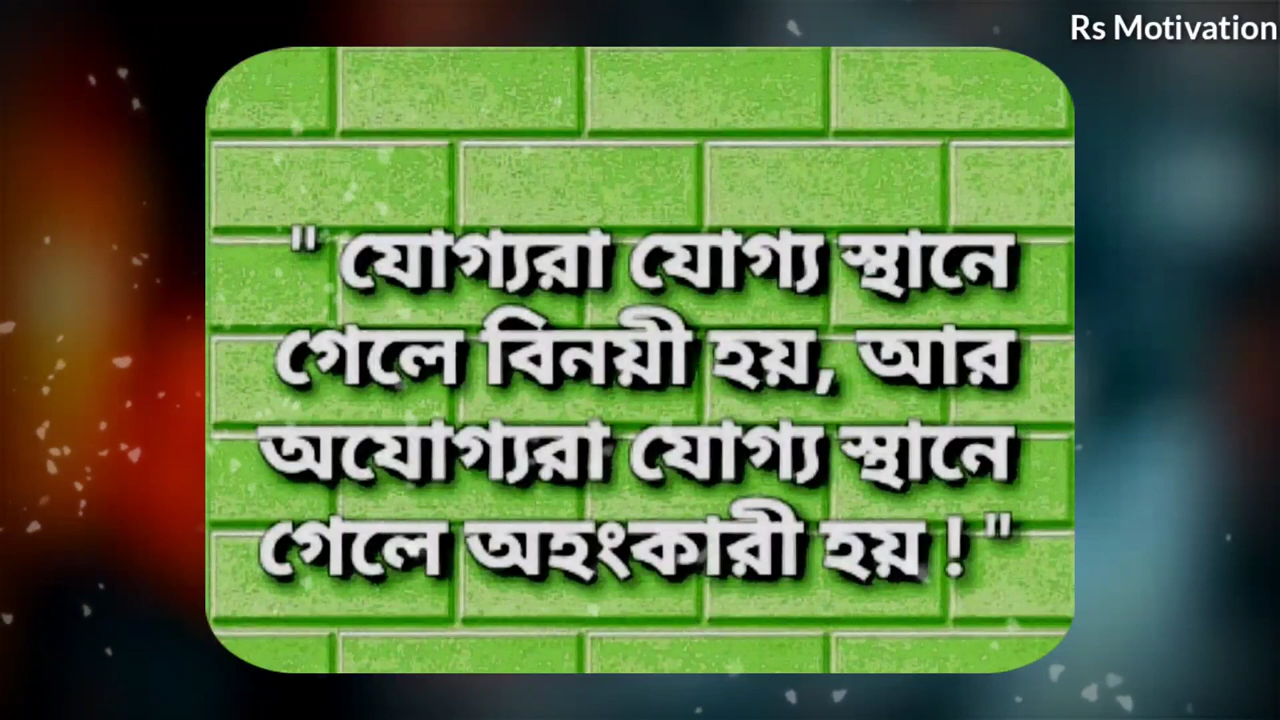 Rs Motivation
" যোগ্যরা যোগ্য স্থানে
গেলে বিনয়ী হয়, আর
অযোগ্যরা যোগ্য স্থানে
গেলে অহংকারী হয় ! "